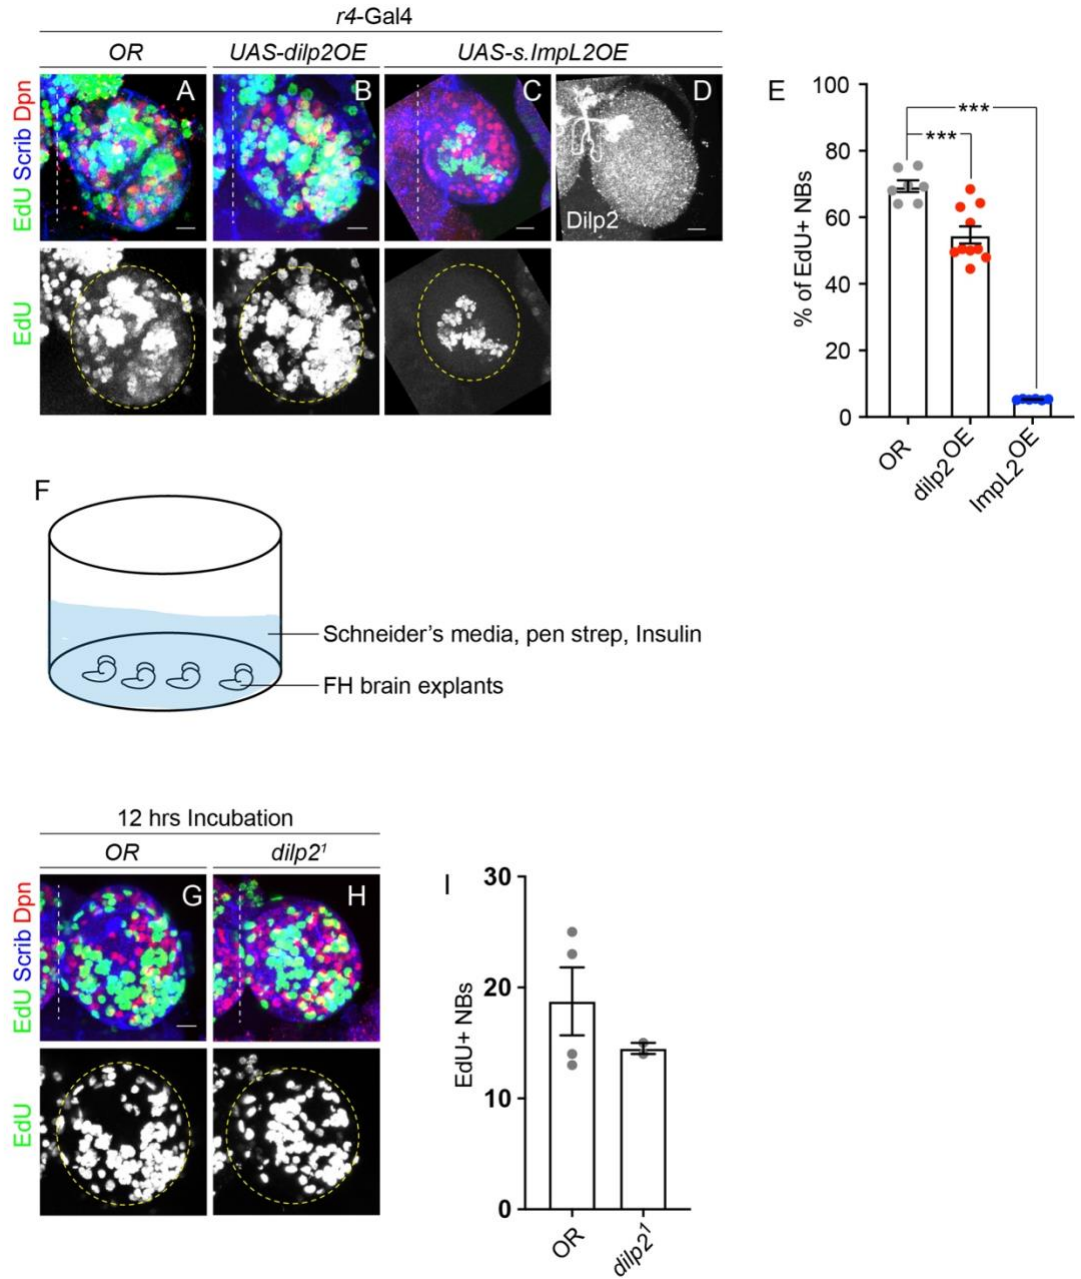 r4-Gal4
OR
UAS-dilp2OE
UAS-s.ImpL2OE
EdU Scrib Dpn
A
B
C
D
Dilp2
EdU
E
% of EdU+ NBs
100
80
60
40
20
0
***
***
OR
dilp2OE
ImpL2OE
F
Schneider's media, pen strep, Insulin
FH brain explants
12 hrs Incubation
OR
dilp2¹
EdU Scrib Dpn
G
H
EdU
I
EdU+ NBs
30
20
10
0
OR
dilp2¹